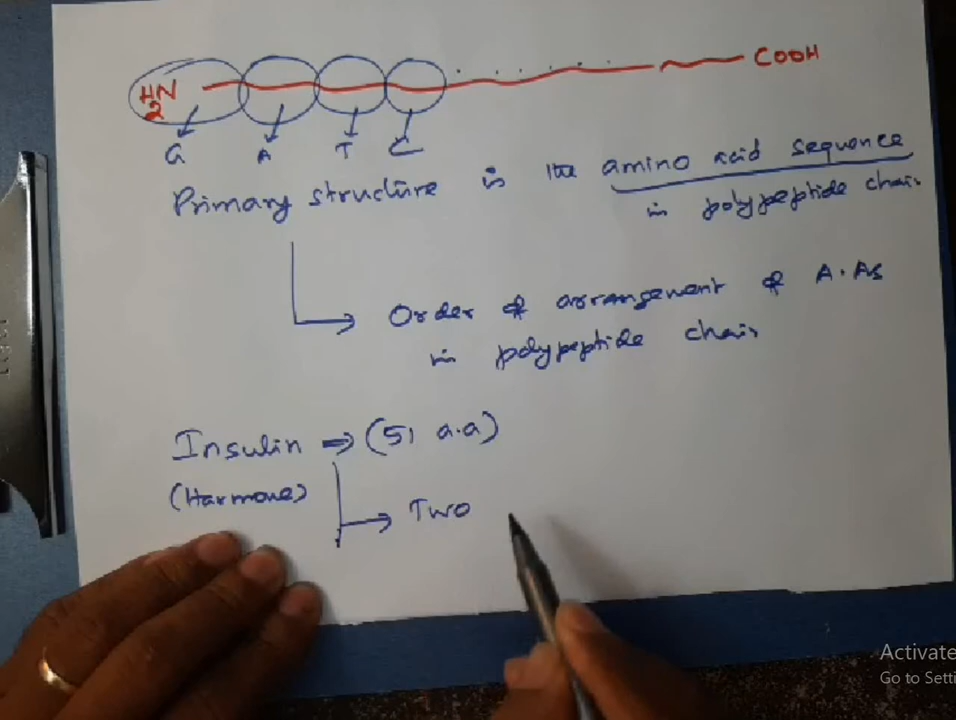 H2N COOH
G A T C
Primary structure is the amino acid sequence
in polypeptide chain
Order of arrangement of A.As
in polypeptide chain
Insulin ⇒ (51 a.a)
(Harmone)
Two
Activate
Go to Setti